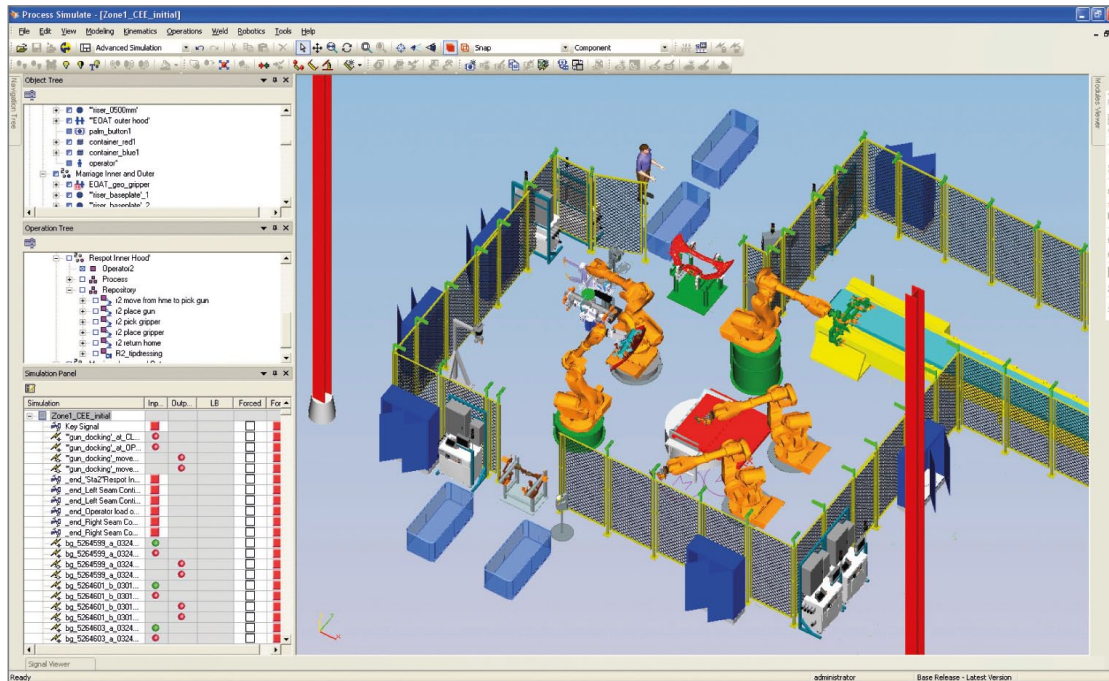 Process Simulate - [Zone1_CEE_initial]
File Edit View Modeling Kinematics Operations Weld Robotics Tools Help
Advanced Simulation Snap Component
Object Tree
Navigation Tree
Modules Viewer
"riser_0500mm'
"EOAT outer hood'
palm_button1
container_red1
container_blue1
operator"
Marriage Inner and Outer
EOAT_geo_gripper
"riser_baseplate'_1
"riser_baseplate'_2
Operation Tree
Respot Inner Hood'
Operator2
Process
Repository
r2 move from hme to pick gun
r2 place gun
r2 pick gripper
r2 place gripper
r2 return home
R2_tipdressing
Simulation Panel
Simulation Inp... Outp... LB Forced For
Zone1_CEE_initial
Key Signal
"gun_docking'_at_CL...
"gun_docking'_at_OP...
"gun_docking'_move...
"gun_docking'_move...
_end_'Sta2"Respot In...
_end_Left Seam Conti...
_end_Left Seam Conti...
_end_Operator load o...
_end_Right Seam Co...
_end_Right Seam Co...
bg_5264599_a_0324...
bg_5264599_a_0324...
bg_5264599_a_0324...
bg_5264599_a_0324...
bg_5264601_b_0301...
bg_5264601_b_0301...
bg_5264601_b_0301...
bg_5264601_b_0301...
bg_5264603_a_0324...
bg_5264603_a_0324...
Signal Viewer
Ready administrator Base Release - Latest Version